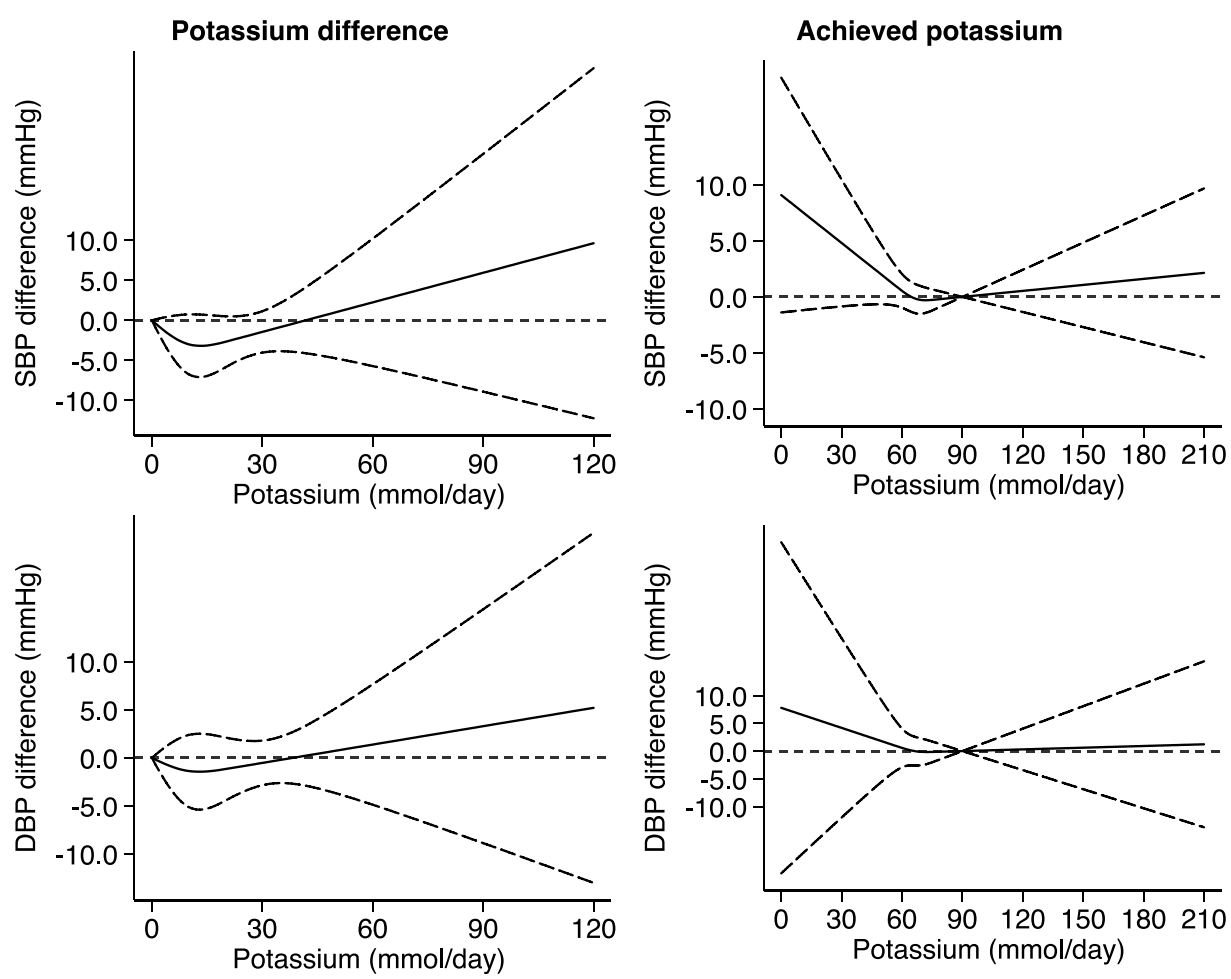 Potassium difference
SBP difference (mmHg)
10.0
5.0
0.0
-5.0
-10.0
0 30 60 90 120
Potassium (mmol/day)
Achieved potassium
SBP difference (mmHg)
10.0
5.0
0.0
-5.0
-10.0
0 30 60 90 120 150 180 210
Potassium (mmol/day)
DBP difference (mmHg)
10.0
5.0
0.0
-5.0
-10.0
0 30 60 90 120
Potassium (mmol/day)
DBP difference (mmHg)
10.0
5.0
0.0
-5.0
-10.0
0 30 60 90 120 150 180 210
Potassium (mmol/day)